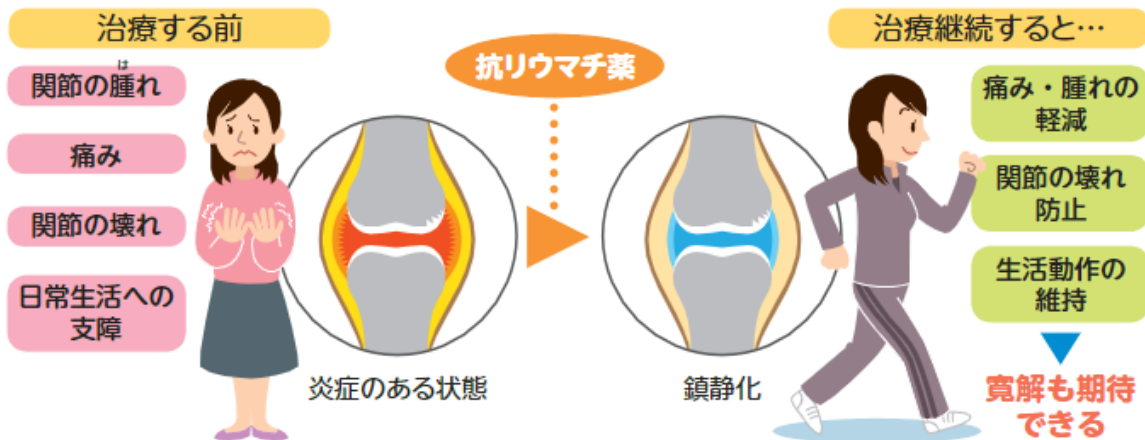 治療する前
は
関節の腫れ
痛み
関節の壊れ
日常生活への
支障
炎症のある状態
抗リウマチ薬
鎮静化
治療継続すると…
痛み・腫れの
軽減
関節の壊れ
防止
生活動作の
維持
寛解も期待
できる